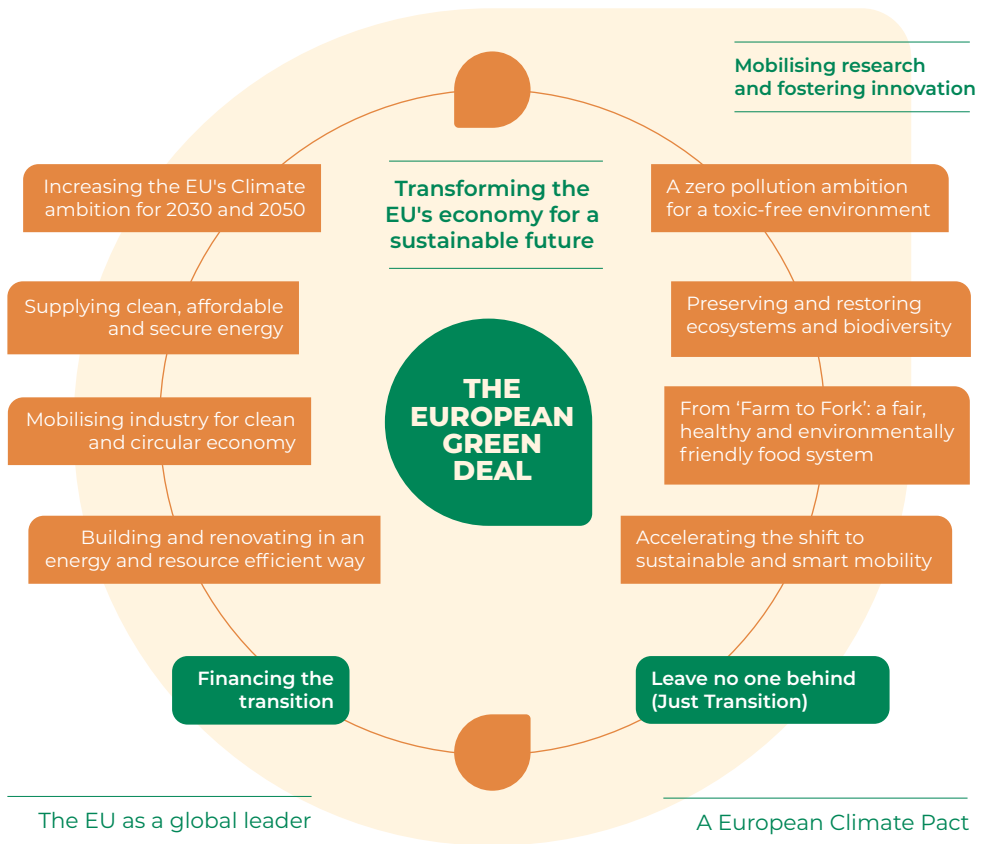 Mobilising research
and fostering innovation
Transforming the
EU's economy for a
sustainable future
Increasing the EU's Climate
ambition for 2030 and 2050
Supplying clean, affordable
and secure energy
Mobilising industry for clean
and circular economy
Building and renovating in an
energy and resource efficient way
THE
EUROPEAN
GREEN
DEAL
A zero pollution ambition
for a toxic-free environment
Preserving and restoring
ecosystems and biodiversity
From ‘Farm to Fork’: a fair,
healthy and environmentally
friendly food system
Accelerating the shift to
sustainable and smart mobility
Financing the
transition
Leave no one behind
(Just Transition)
The EU as a global leader
A European Climate Pact